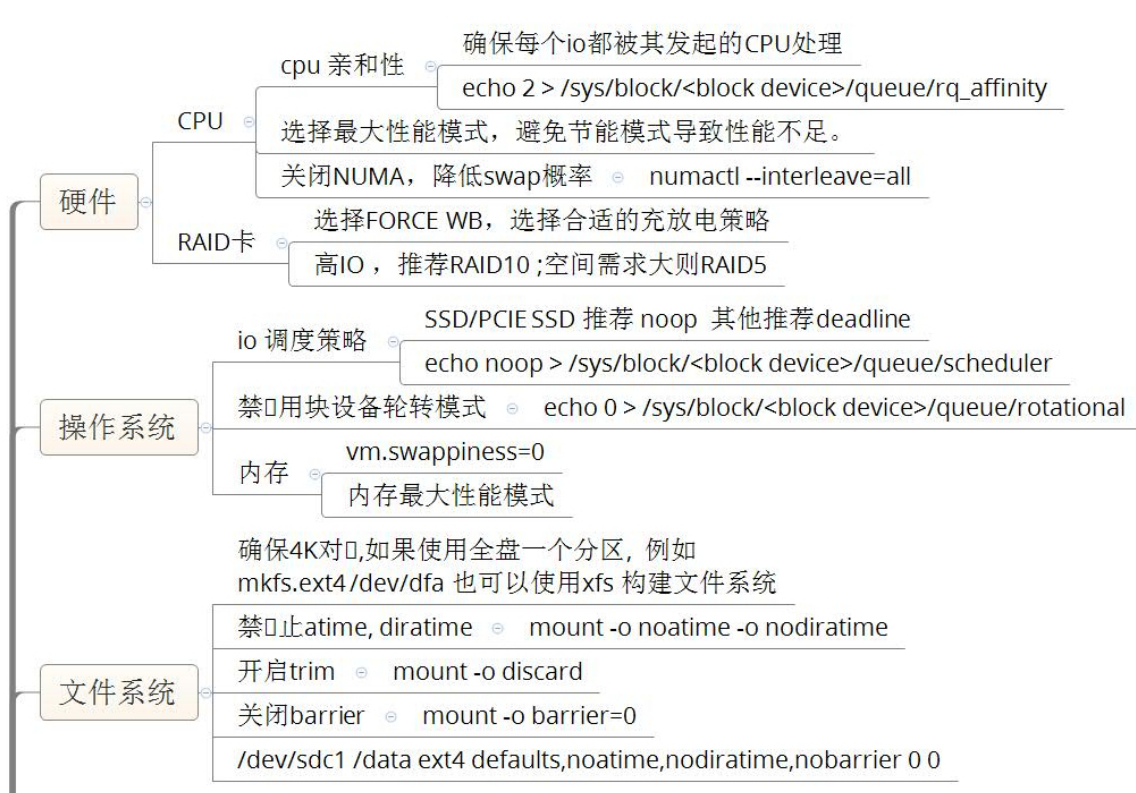 确保每个io都被其发起的CPU处理
cpu 亲和性
echo 2 > /sys/block/<block device>/queue/rq_affinity
CPU
选择最大性能模式，避免节能模式导致性能不足。
关闭NUMA，降低swap概率 numactl --interleave=all
硬件
选择FORCE WB，选择合适的充放电策略
RAID卡
高IO ，推荐RAID10 ;空间需求大则RAID5
SSD/PCIE SSD 推荐 noop 其他推荐deadline
io 调度策略
echo noop > /sys/block/<block device>/queue/scheduler
禁▯用块设备轮转模式 echo 0 > /sys/block/<block device>/queue/rotational
操作系统
vm.swappiness=0
内存
内存最大性能模式
确保4K对▯,如果使用全盘一个分区, 例如
mkfs.ext4 /dev/dfa 也可以使用xfs 构建文件系统
禁▯止atime, diratime mount -o noatime -o nodiratime
开启trim mount -o discard
文件系统
关闭barrier mount -o barrier=0
/dev/sdc1 /data ext4 defaults,noatime,nodiratime,nobarrier 0 0